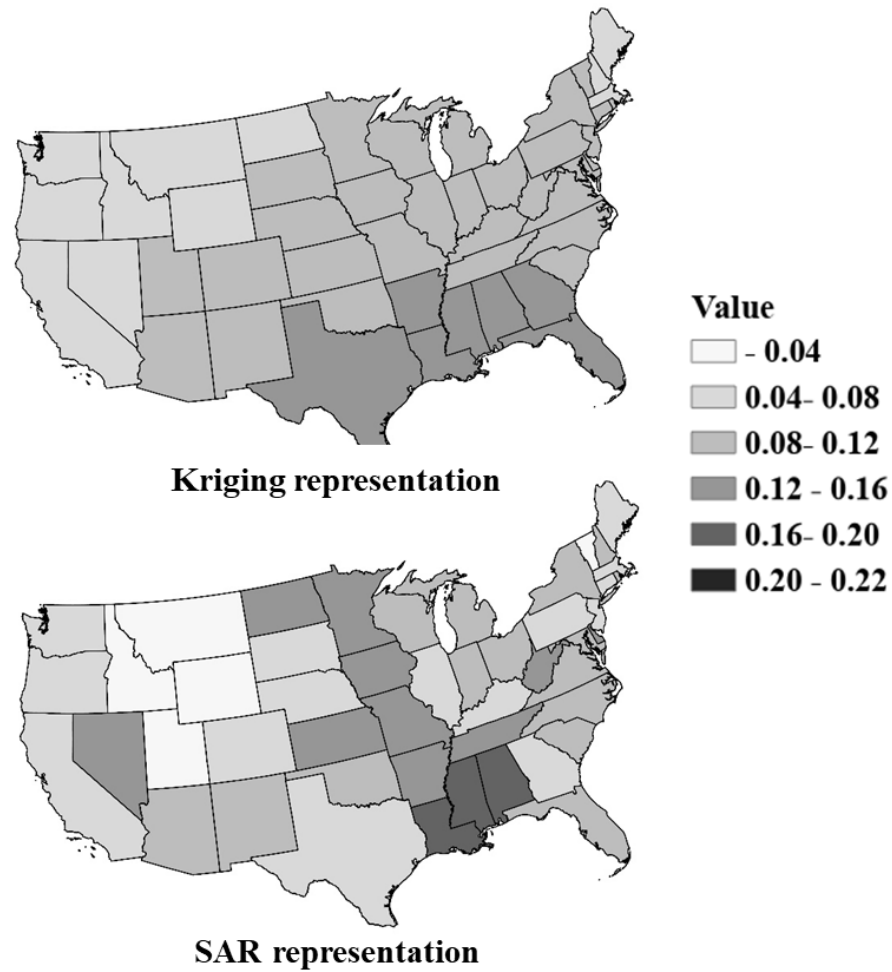 Value
- 0.04
0.04- 0.08
0.08- 0.12
0.12 - 0.16
0.16- 0.20
0.20 - 0.22
Kriging representation
SAR representation